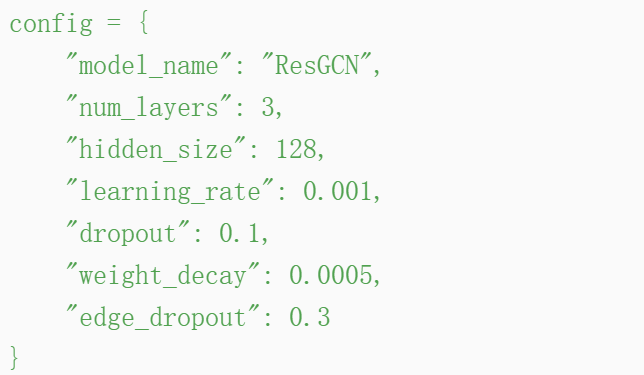 config = {
    "model_name": "ResGCN",
    "num_layers": 3,
    "hidden_size": 128,
    "learning_rate": 0.001,
    "dropout": 0.1,
    "weight_decay": 0.0005,
    "edge_dropout": 0.3
}